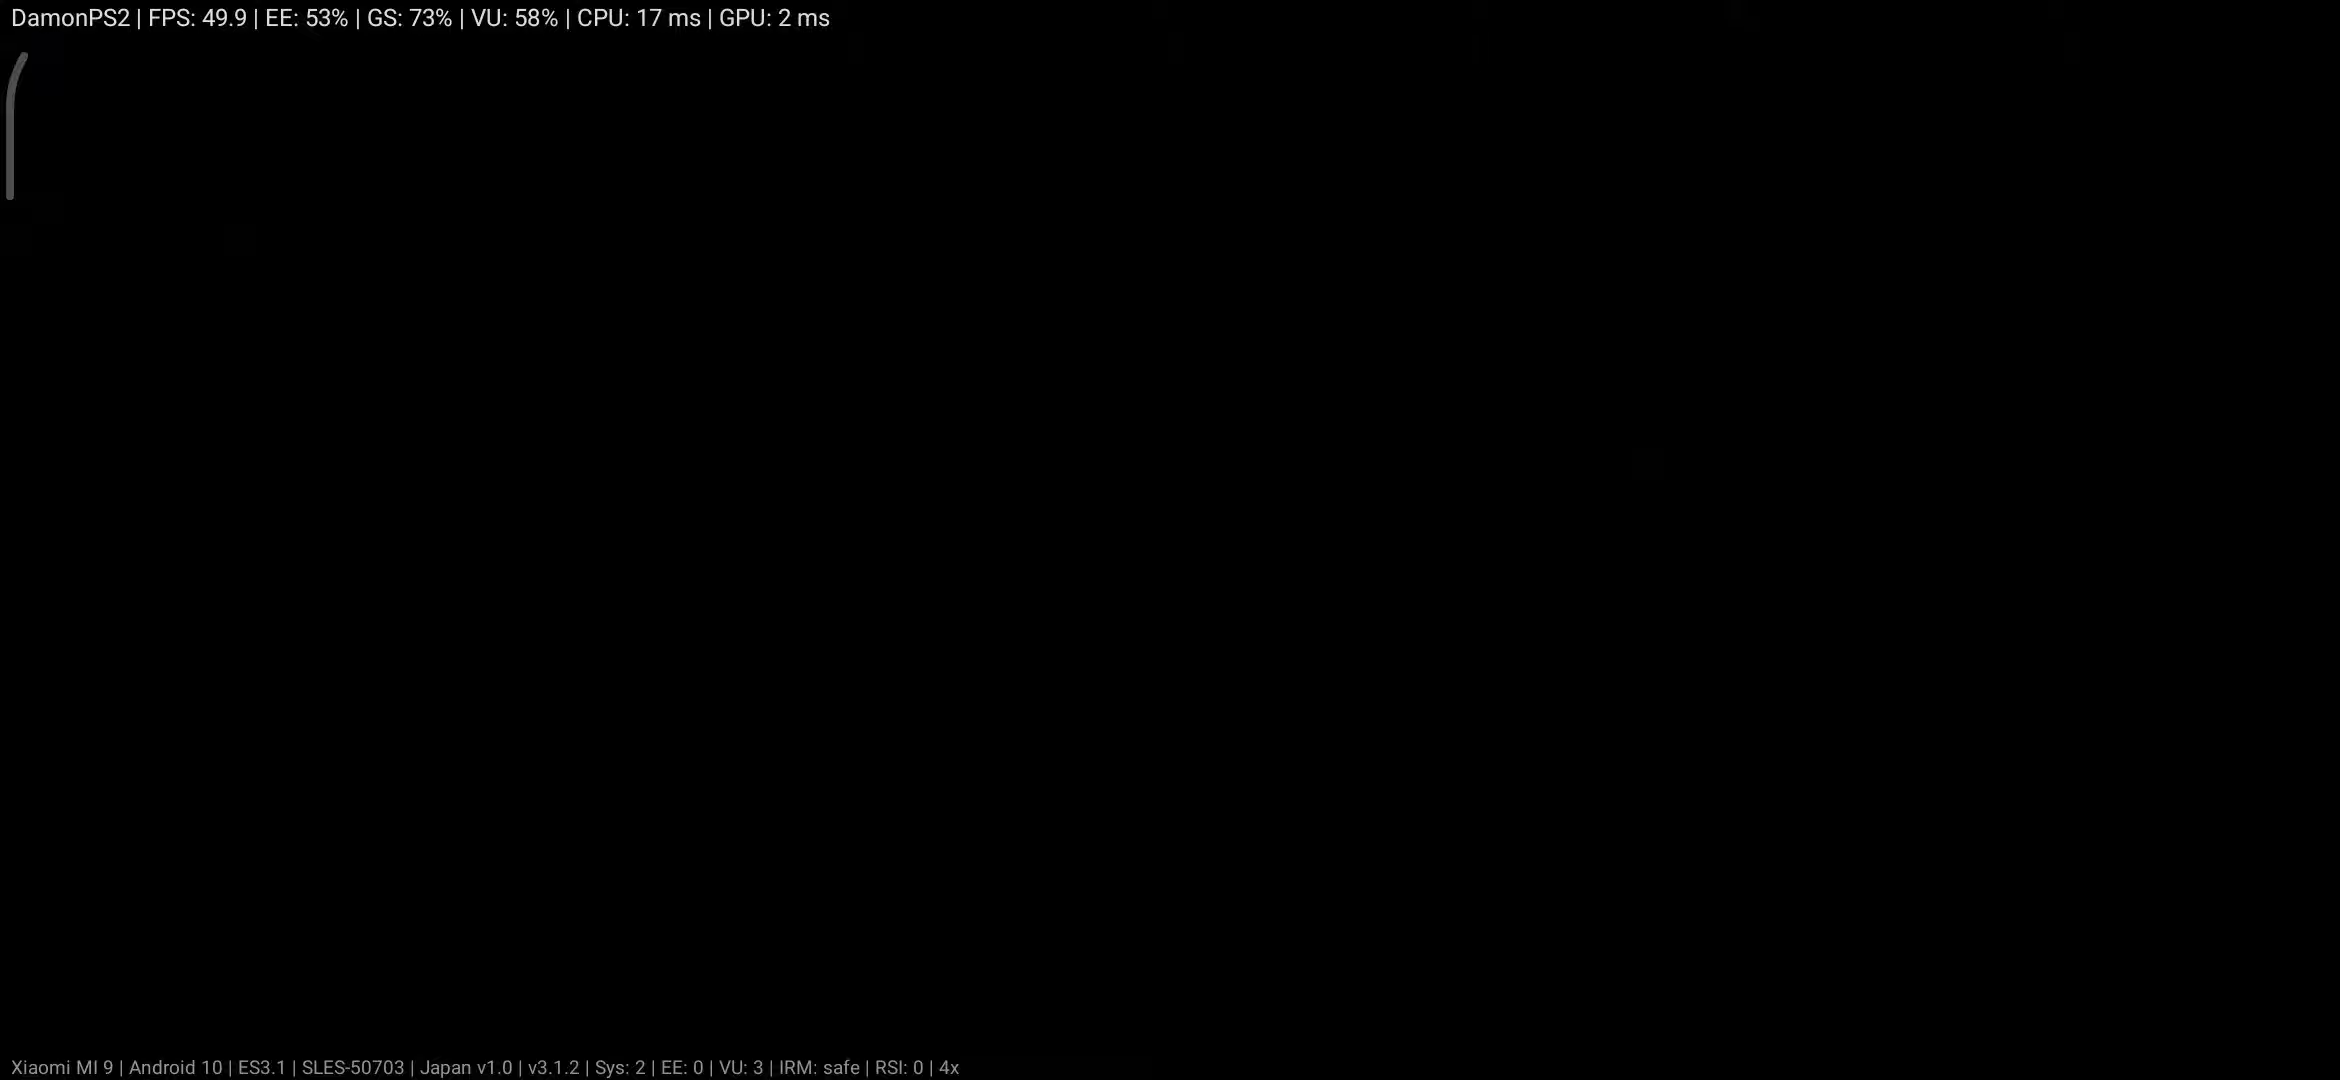 DamonPS2 | FPS: 49.9 | EE: 53% | GS: 73% | VU: 58% | CPU: 17 ms | GPU: 2 ms
Xiaomi MI 9 | Android 10 | ES3.1 | SLES-50703 | Japan v1.0 | v3.1.2 | Sys: 2 | EE: 0 | VU: 3 | IRM: safe | RSI: 0 | 4x